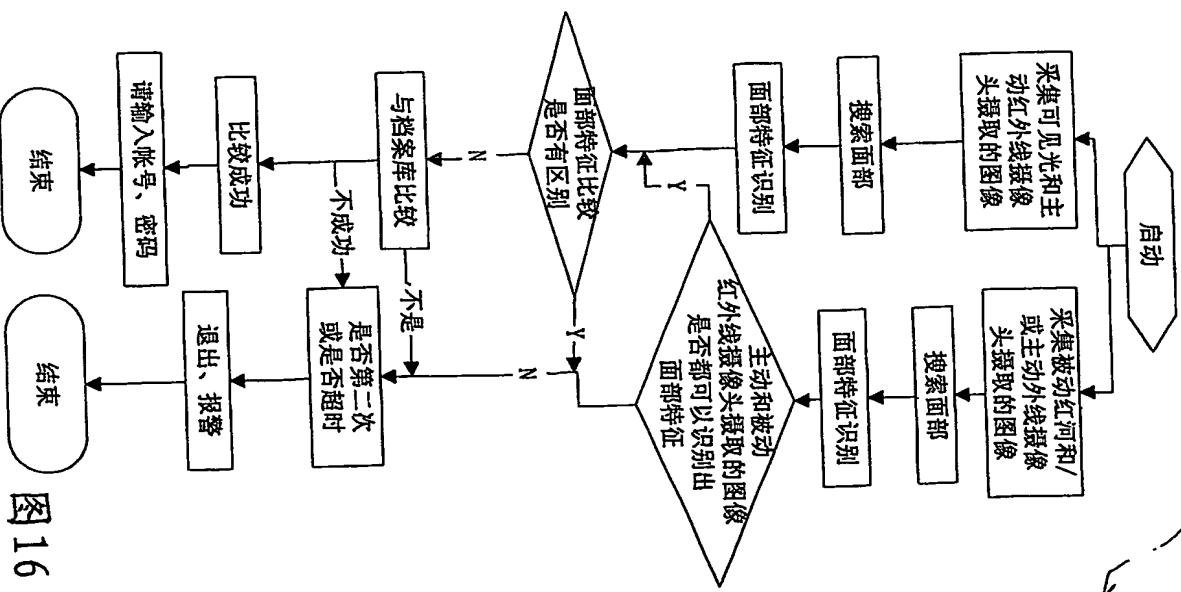 启动
采集可见光和主
动红外线摄像
头摄取的图像
搜索面部
面部特征识别
面部特征比较
是否有区别
N
Y
与档案库比较
不成功
不是
比较成功
请输入帐号、密码
结束
采集被动红河和/
或主动外线摄像
头摄取的图像
搜索面部
面部特征识别
主动和被动
红外线摄像头摄取的图像
是否都可以识别出
面部特征
Y
N
是否第二次
或是否超时
退出、报警
结束
图16